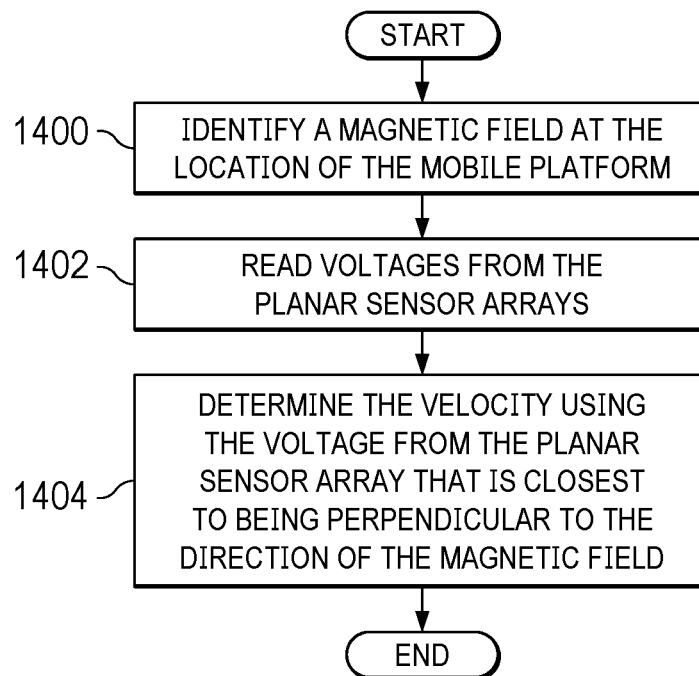 START
1400
IDENTIFY A MAGNETIC FIELD AT THE
LOCATION OF THE MOBILE PLATFORM
1402
READ VOLTAGES FROM THE
PLANAR SENSOR ARRAYS
1404
DETERMINE THE VELOCITY USING
THE VOLTAGE FROM THE PLANAR
SENSOR ARRAY THAT IS CLOSEST
TO BEING PERPENDICULAR TO THE
DIRECTION OF THE MAGNETIC FIELD
END